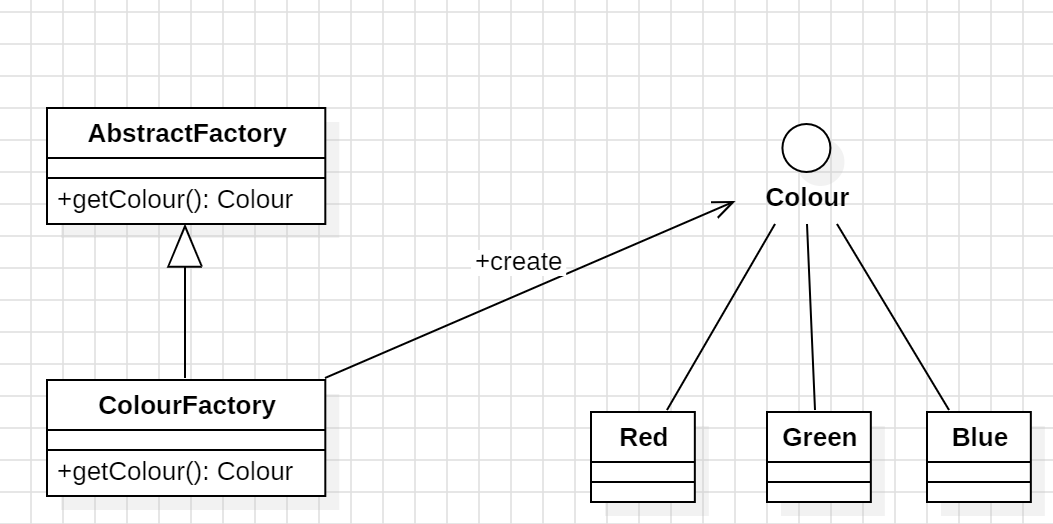 AbstractFactory
+getColour(): Colour
Colour
+create
ColourFactory
+getColour(): Colour
Red
Green
Blue